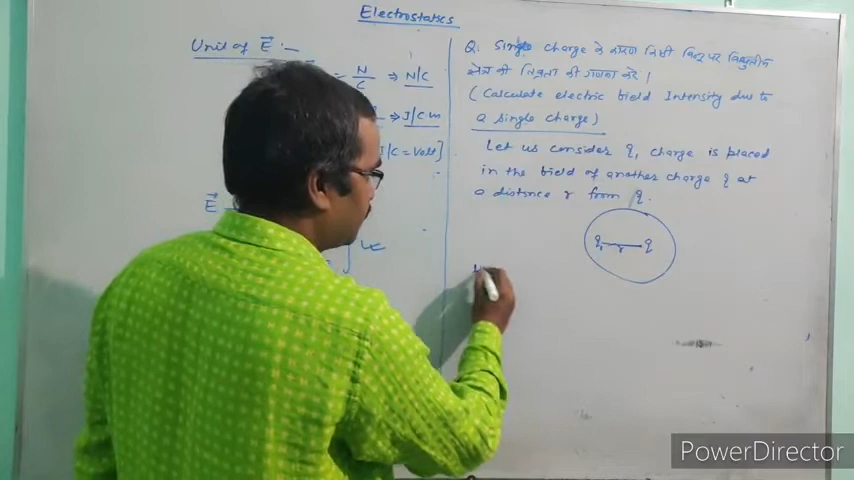 Electrostatics
Unit of E⃗ :-
= N/C ⇒ N/C
⇒ J/C m
J/C = Volt]
E⃗
Q. Single charge के कारण किसी बिन्दु पर विद्युतीय
क्षेत्र की तीव्रता की गणना करे।
(Calculate electric field Intensity due to
a single charge)
Let us consider q₁ charge is placed
in the field of another charge q at
a distance r from q.
q₁ r q
PowerDirector